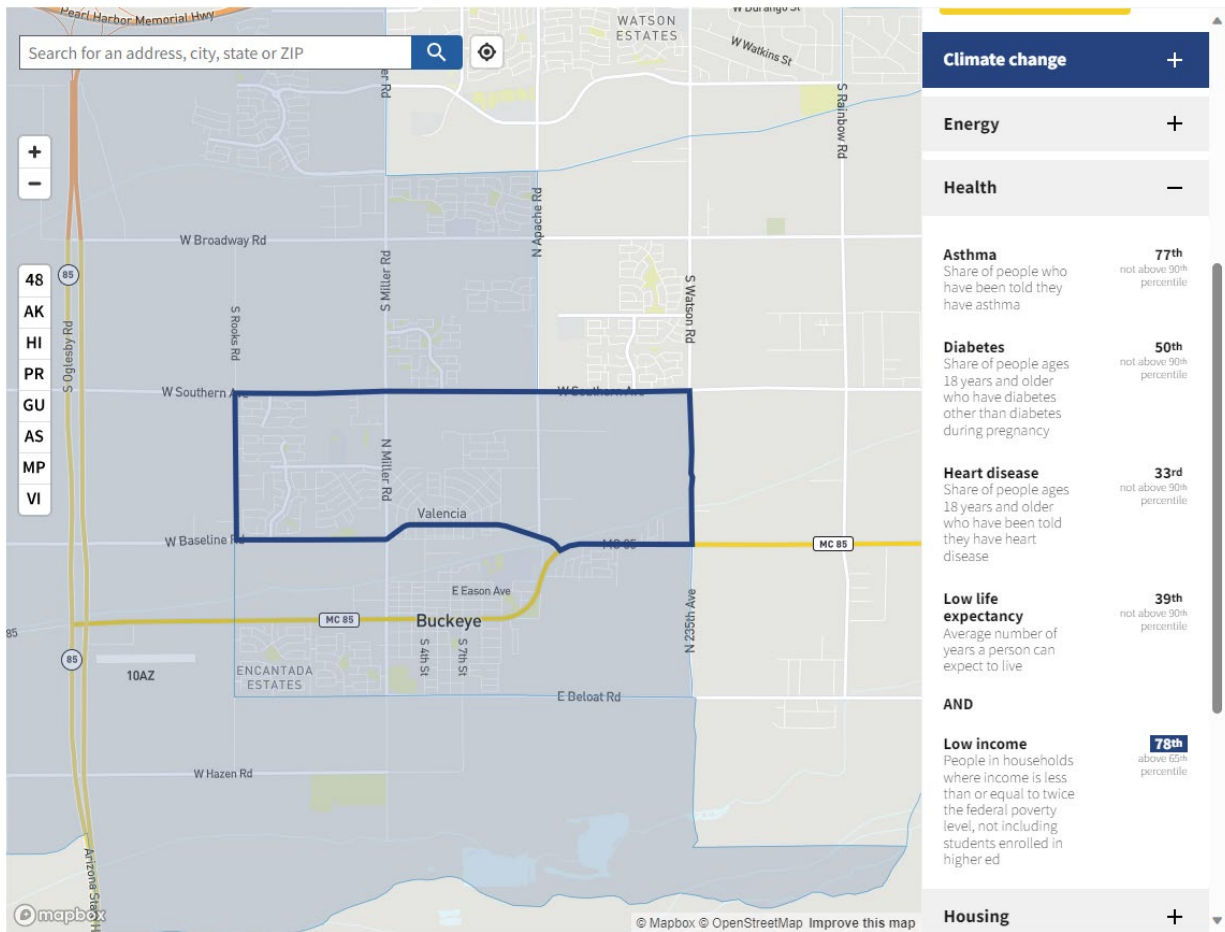 Pearl Harbor Memorial Hwy
WATSON
ESTATES
W Durango St
W Watkins St
Search for an address, city, state or ZIP
er Rd
S Rainbow Rd
+
−
W Broadway Rd
N Apache Rd
S Miller Rd
48
AK
HI
PR
GU
AS
MP
VI
85
S Oglesby Rd
S Rooks Rd
S Watson Rd
W Southern Ave
W Southern Ave
N Miller Rd
Valencia
W Baseline Rd
MC 85
MC 85
E Eason Ave
MC 85
Buckeye
85
85
10AZ
ENCANTADA
ESTATES
S 4th St
S 7th St
N 235th Ave
E Beloat Rd
W Hazen Rd
Arizona State H
mapbox
© Mapbox © OpenStreetMap Improve this map
Climate change +
Energy +
Health −
Asthma 77th
Share of people who
have been told they
have asthma
not above 90th
percentile
Diabetes 50th
Share of people ages
18 years and older
who have diabetes
other than diabetes
during pregnancy
not above 90th
percentile
Heart disease 33rd
Share of people ages
18 years and older
who have been told
they have heart
disease
not above 90th
percentile
Low life
expectancy
39th
Average number of
years a person can
expect to live
not above 90th
percentile
AND
Low income 78th
People in households
where income is less
than or equal to twice
the federal poverty
level, not including
students enrolled in
higher ed
above 65th
percentile
Housing +